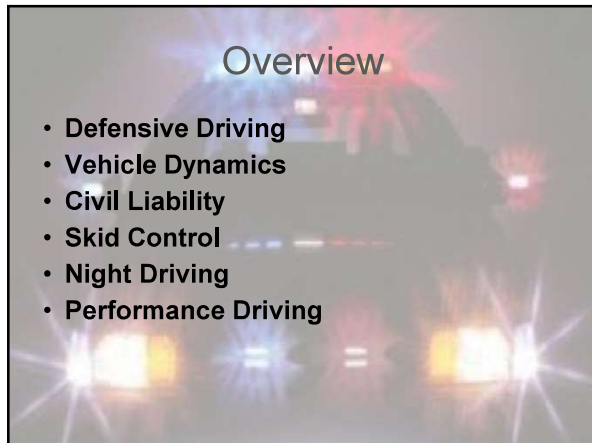 Overview
• Defensive Driving
• Vehicle Dynamics
• Civil Liability
• Skid Control
• Night Driving
• Performance Driving